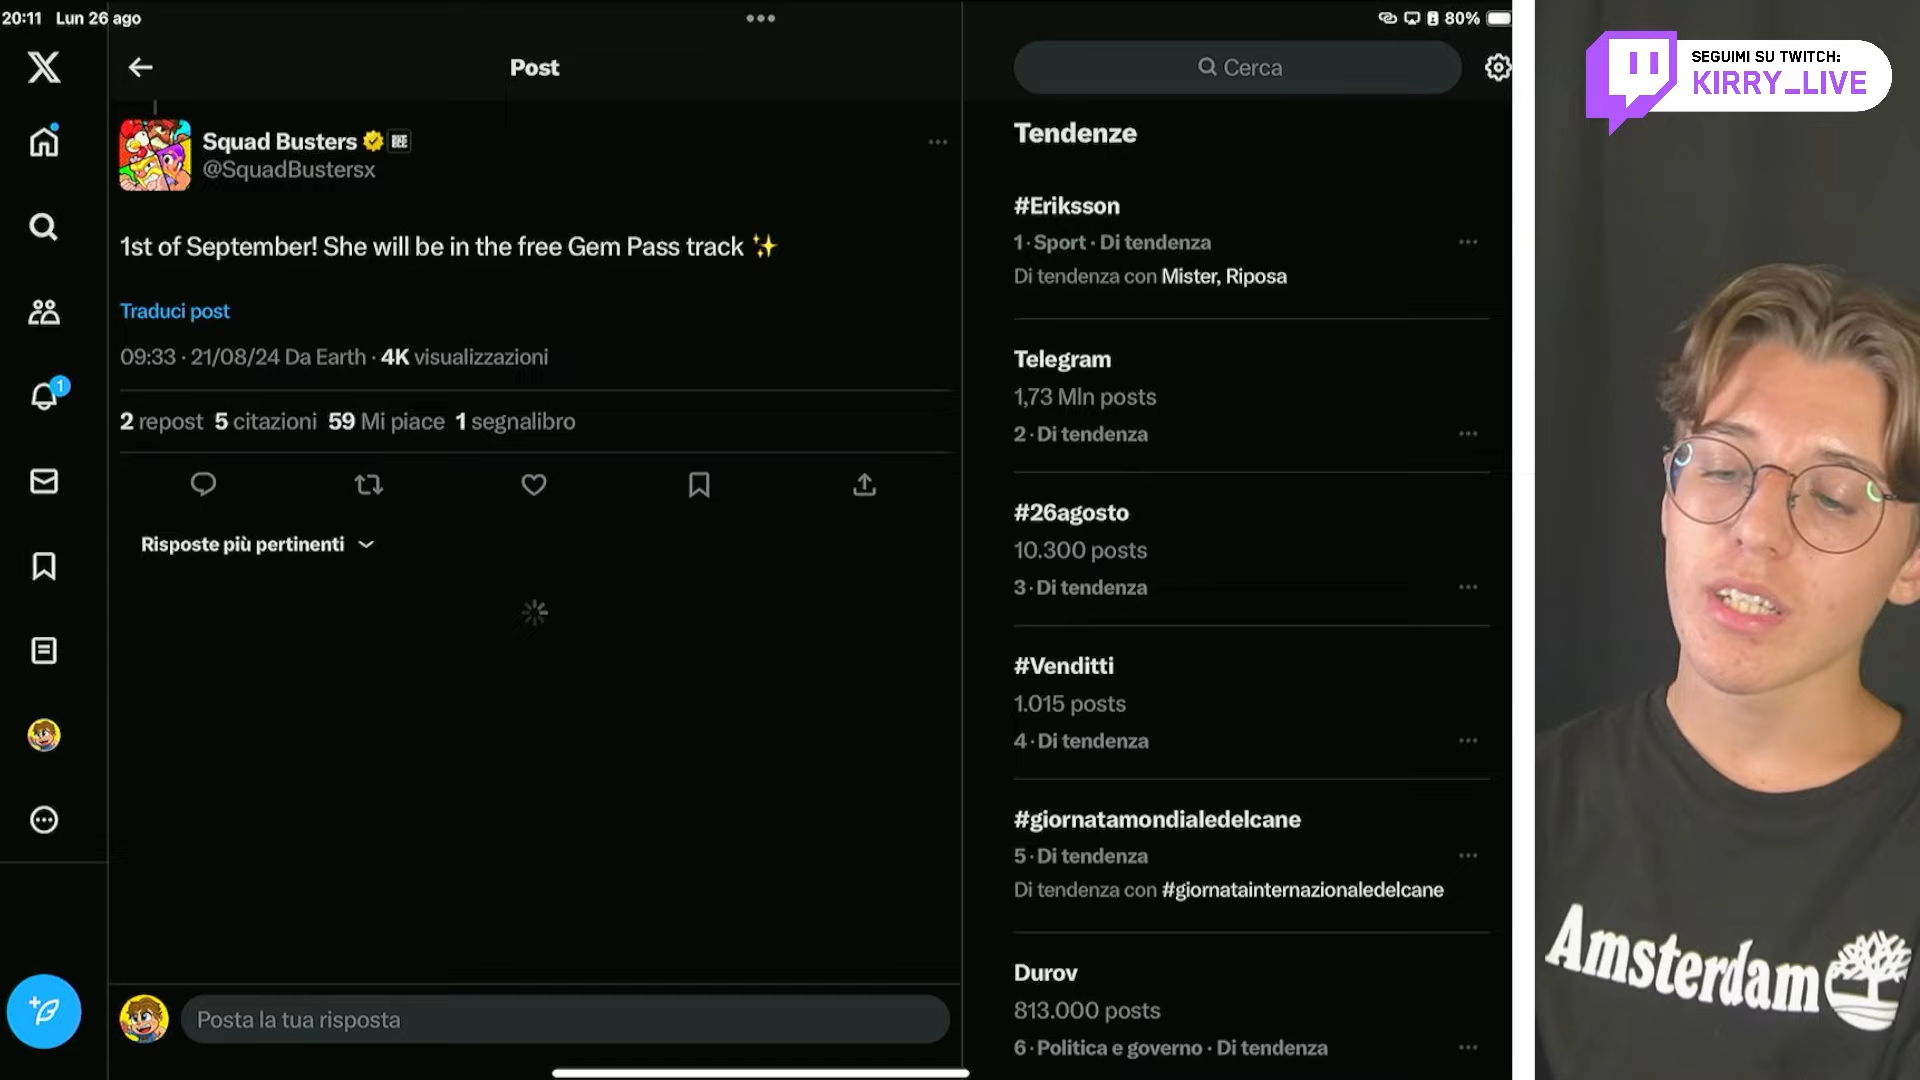 20:11 Lun 26 ago
80%
Post
Cerca
Squad Busters
@SquadBustersx
1st of September! She will be in the free Gem Pass track ✨
Traduci post
09:33 · 21/08/24 Da Earth · 4K visualizzazioni
2 repost 5 citazioni 59 Mi piace 1 segnalibro
Risposte più pertinenti
Posta la tua risposta
1
Tendenze
#Eriksson
1 · Sport · Di tendenza
Di tendenza con Mister, Riposa
Telegram
1,73 Mln posts
2 · Di tendenza
#26agosto
10.300 posts
3 · Di tendenza
#Venditti
1.015 posts
4 · Di tendenza
#giornatamondialedelcane
5 · Di tendenza
Di tendenza con #giornatainternazionaledelcane
Durov
813.000 posts
6 · Politica e governo · Di tendenza
SEGUIMI SU TWITCH:
KIRRY_LIVE
Amsterdam